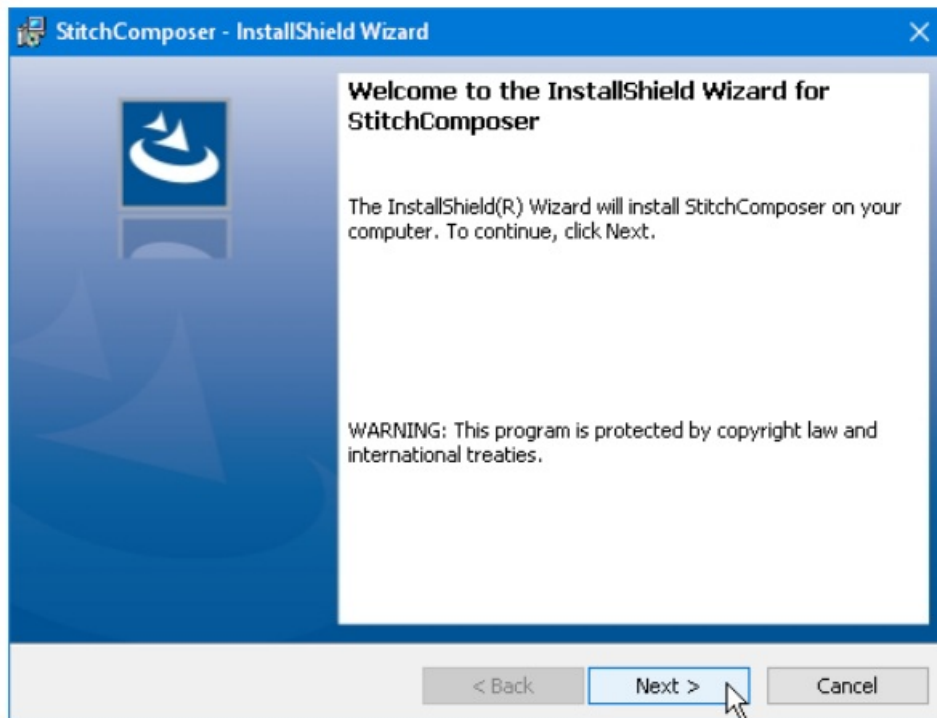 StitchComposer - InstallShield Wizard
Welcome to the InstallShield Wizard for
StitchComposer
The InstallShield(R) Wizard will install StitchComposer on your
computer. To continue, click Next.
WARNING: This program is protected by copyright law and
international treaties.
< Back
Next >
Cancel